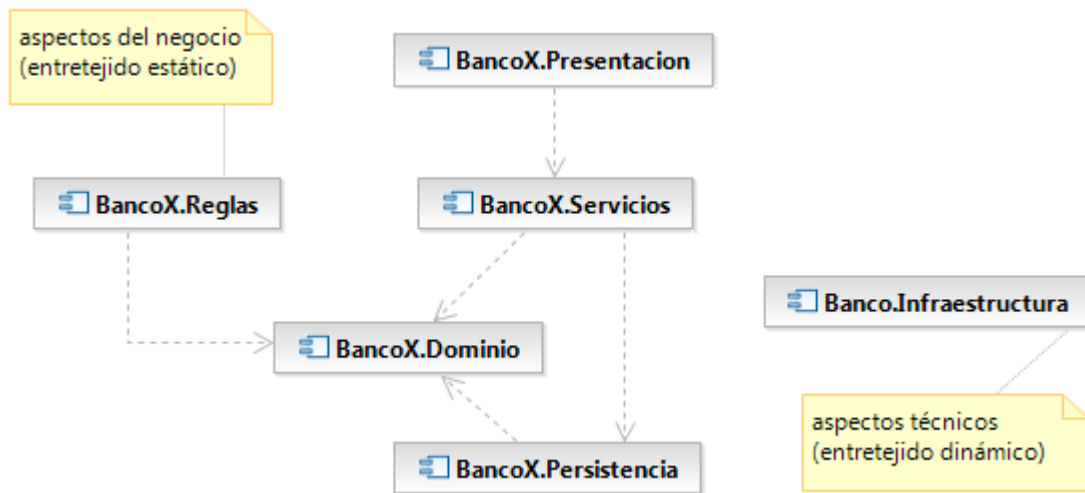 aspectos del negocio
(entretejido estático)
BancoX.Presentacion
BancoX.Reglas
BancoX.Servicios
Banco.Infraestructura
BancoX.Dominio
aspectos técnicos
(entretejido dinámico)
BancoX.Persistencia